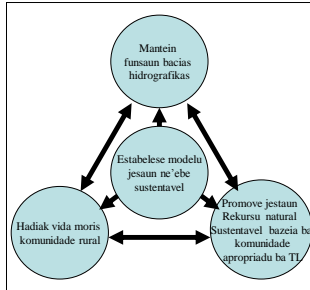 Mantein
funsaun bacias
hidrografikas
Estabelese modelu
jesaun ne'ebe
sustentavel
Hadiak vida moris
komunidade rural
Promove jestaun
Rekursu natural
Sustentavel bazeia ba
komunidade
apropriadu ba TL